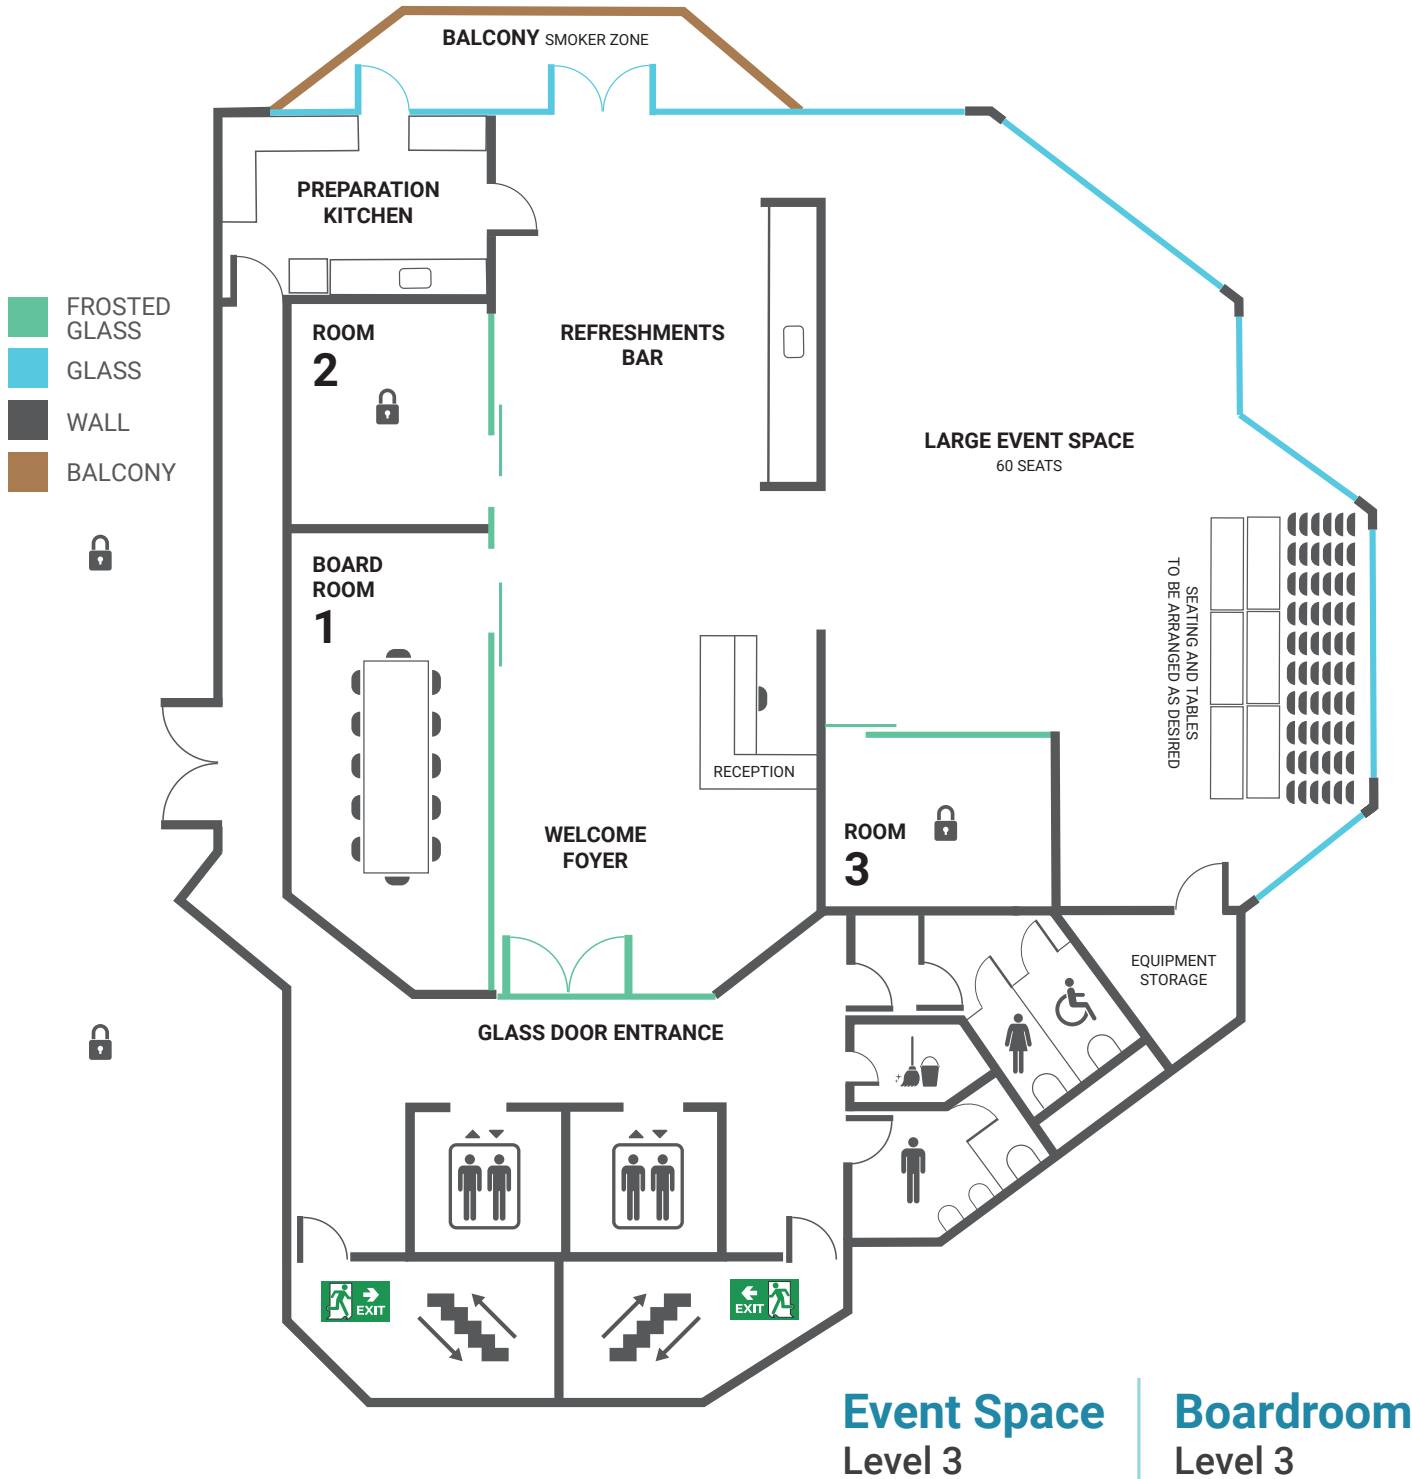 BALCONY SMOKER ZONE
PREPARATION
KITCHEN
FROSTED
GLASS
GLASS
WALL
BALCONY
ROOM
2
REFRESHMENTS
BAR
LARGE EVENT SPACE
60 SEATS
BOARD
ROOM
1
SEATING AND TABLES
TO BE ARRANGED AS DESIRED
RECEPTION
WELCOME
FOYER
ROOM
3
EQUIPMENT
STORAGE
GLASS DOOR ENTRANCE
EXIT
EXIT
Event Space
Level 3
Boardroom
Level 3